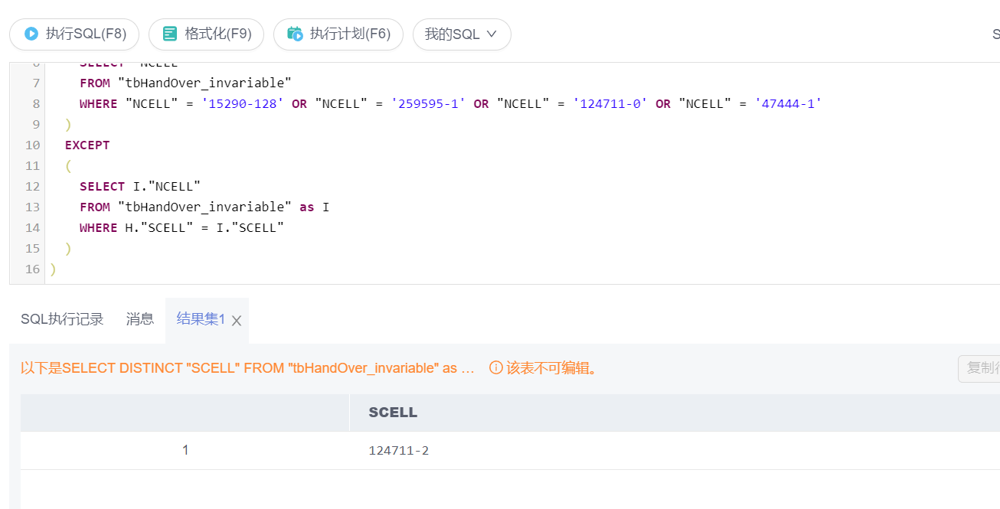 执行SQL(F8) 格式化(F9) 执行计划(F6) 我的SQL S
6 SELECT "NCELL"
7 FROM "tbHandOver_invariable"
8 WHERE "NCELL" = '15290-128' OR "NCELL" = '259595-1' OR "NCELL" = '124711-0' OR "NCELL" = '47444-1'
9 )
10 EXCEPT
11 (
12 SELECT I."NCELL"
13 FROM "tbHandOver_invariable" as I
14 WHERE H."SCELL" = I."SCELL"
15 )
16 )
SQL执行记录 消息 结果集1
以下是SELECT DISTINCT "SCELL" FROM "tbHandOver_invariable" as … 该表不可编辑。 复制
SCELL
1 124711-2